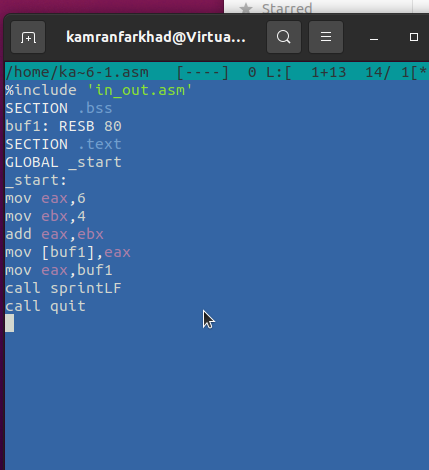 Starred
kamranfarkhad@Virtua...
/home/ka~6-1.asm   [----]  0 L:[  1+13  14/ 1[*
%include 'in_out.asm'
SECTION .bss
buf1: RESB 80
SECTION .text
GLOBAL _start
_start:
mov eax,6
mov ebx,4
add eax,ebx
mov [buf1],eax
mov eax,buf1
call sprintLF
call quit